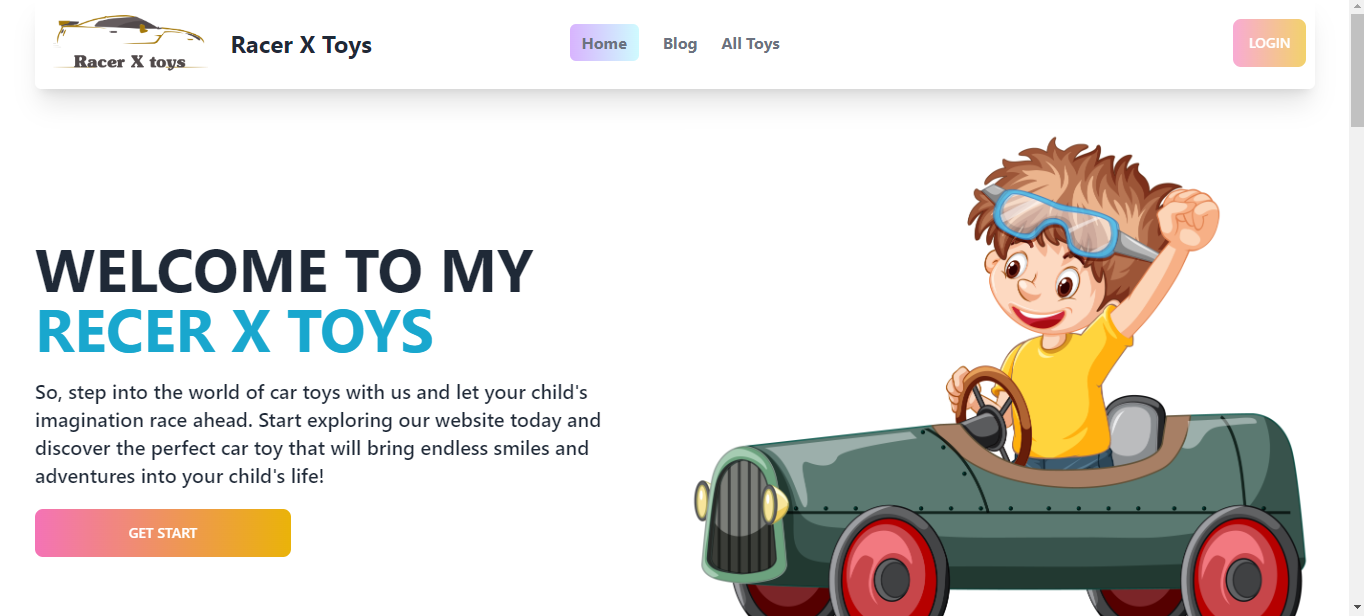 Racer X toys
Racer X Toys
Home
Blog
All Toys
LOGIN
WELCOME TO MY
RECER X TOYS
So, step into the world of car toys with us and let your child's
imagination race ahead. Start exploring our website today and
discover the perfect car toy that will bring endless smiles and
adventures into your child's life!
GET START